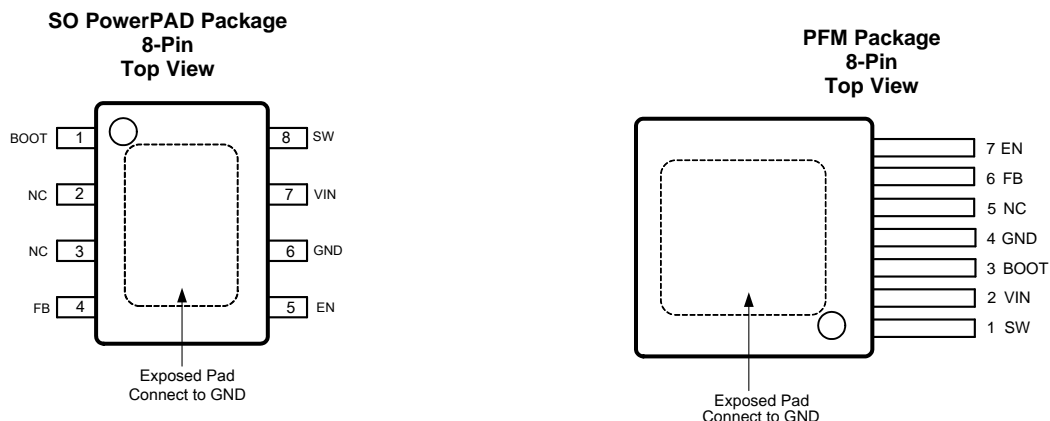 SO PowerPAD Package
8-Pin
Top View
BOOT 1
8 SW
NC 2
7 VIN
NC 3
6 GND
FB 4
5 EN
Exposed Pad
Connect to GND
PFM Package
8-Pin
Top View
7 EN
6 FB
5 NC
4 GND
3 BOOT
2 VIN
1 SW
Exposed Pad
Connect to GND